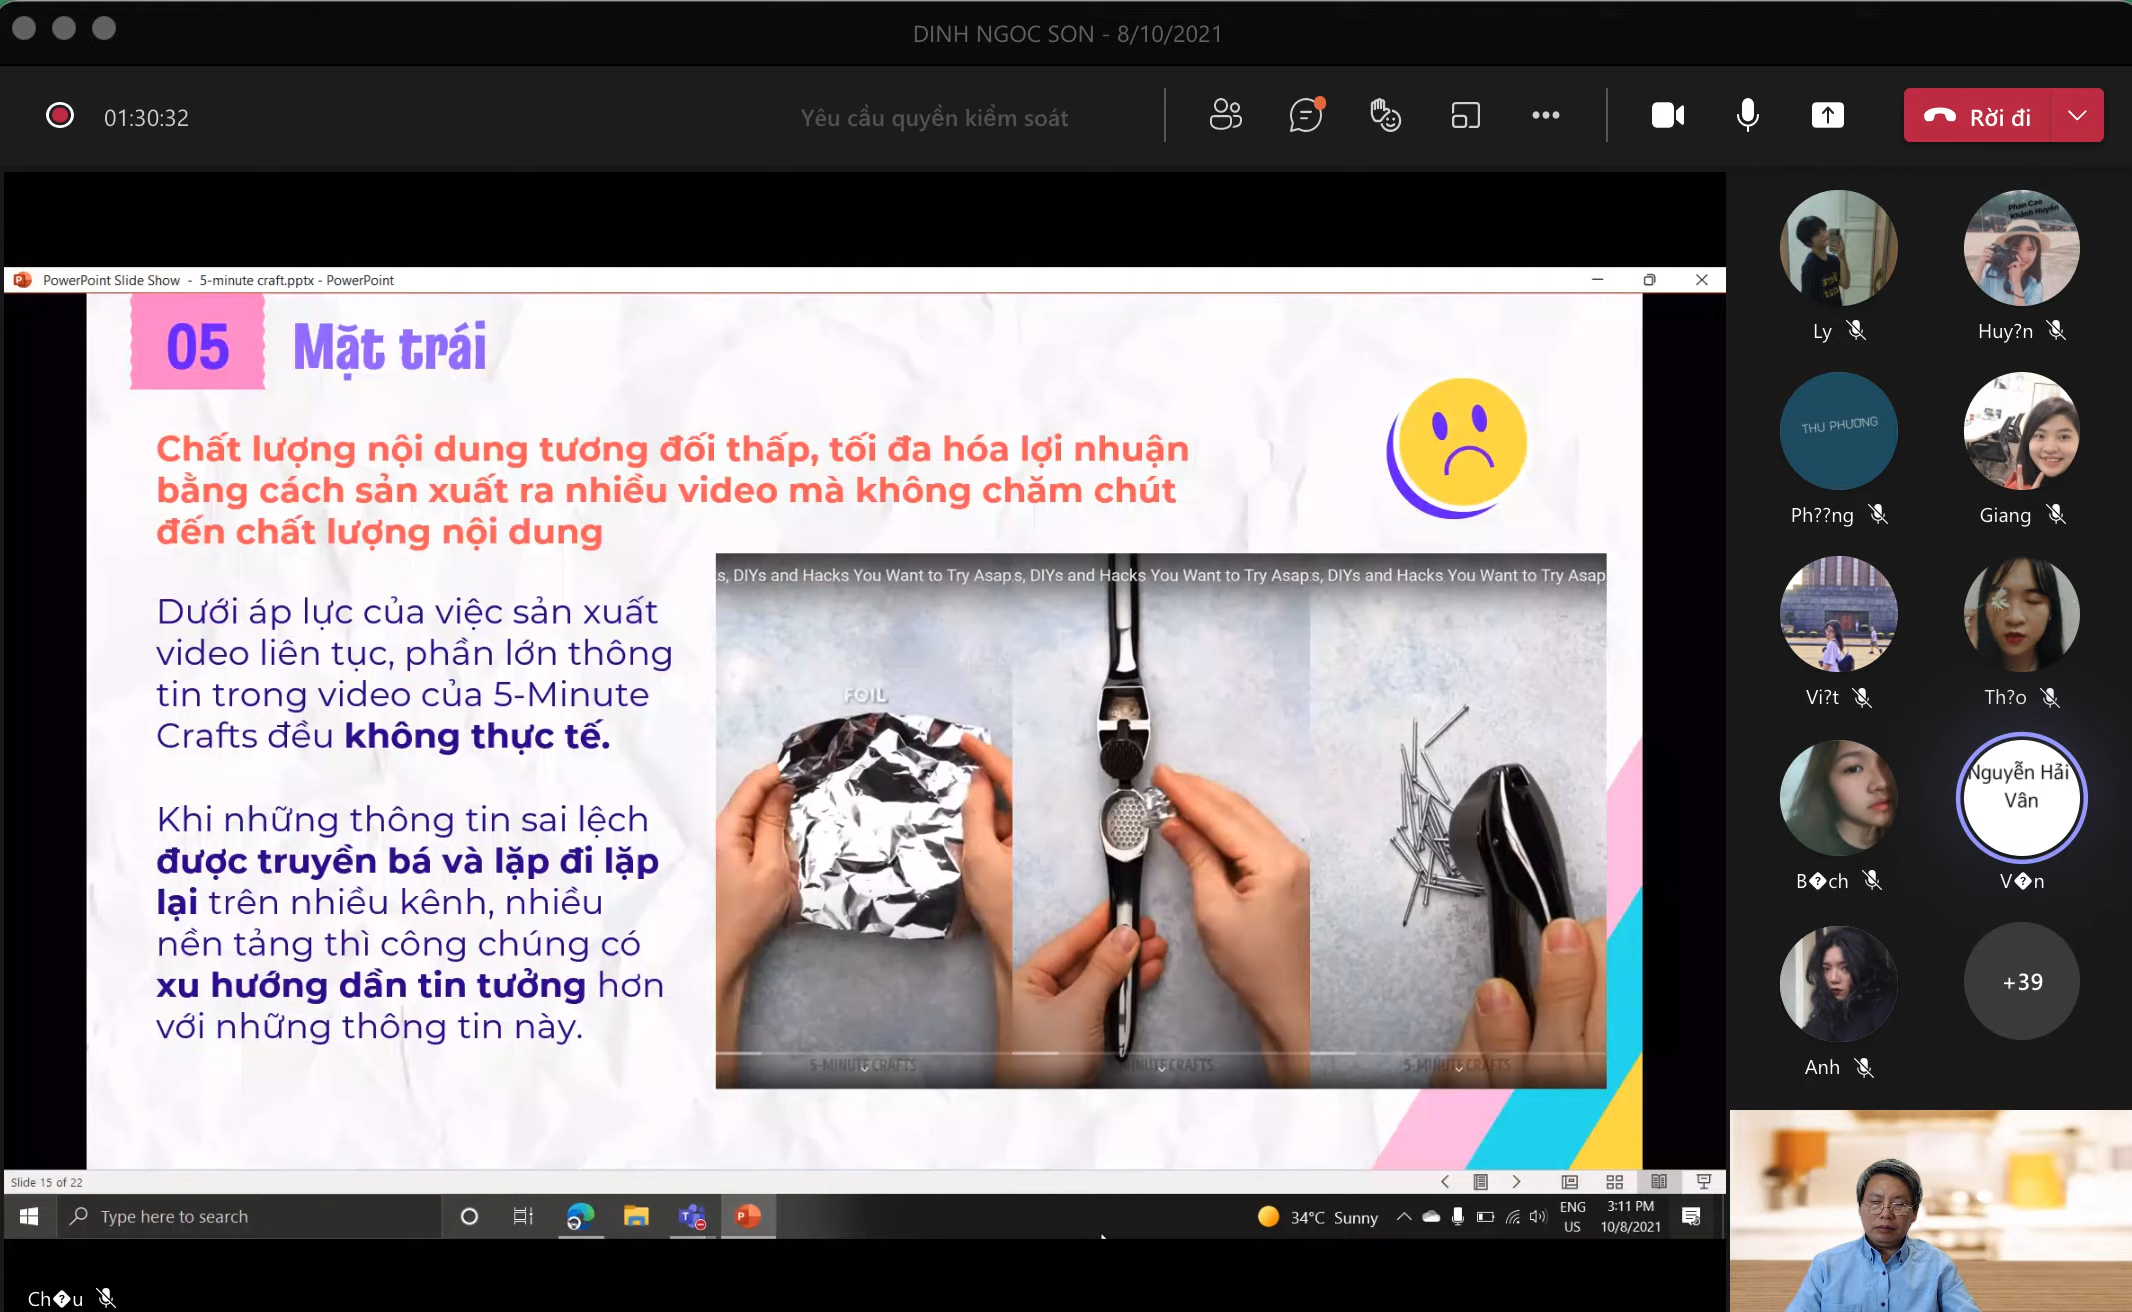 DINH NGOC SON - 8/10/2021
01:30:32
Yêu cầu quyền kiểm soát
Rời đi
PowerPoint Slide Show - 5-minute craft.pptx - PowerPoint
05 Mặt trái
Chất lượng nội dung tương đối thấp, tối đa hóa lợi nhuận
bằng cách sản xuất ra nhiều video mà không chăm chút
đến chất lượng nội dung
Dưới áp lực của việc sản xuất
video liên tục, phần lớn thông
tin trong video của 5-Minute
Crafts đều không thực tế.
Khi những thông tin sai lệch
được truyền bá và lặp đi lặp
lại trên nhiều kênh, nhiều
nền tảng thì công chúng có
xu hướng dần tin tưởng hơn
với những thông tin này.
s, DIYs and Hacks You Want to Try Asap.s, DIYs and Hacks You Want to Try Asap:s, DIYs and Hacks You Want to Try Asap
FOIL
5-MINUTE CRAFTS
MINUTE CRAFTS
5-MINUTE CRAFTS
Slide 15 of 22
Type here to search
34°C Sunny
ENG
US
3:11 PM
10/8/2021
Phan Cao
Khánh Huyền
Ly
Huy?n
THU PHƯƠNG
Ph??ng
Giang
Vi?t
Th?o
Nguyễn Hải
Vân
B�ch
V�n
+39
Anh
Ch�u